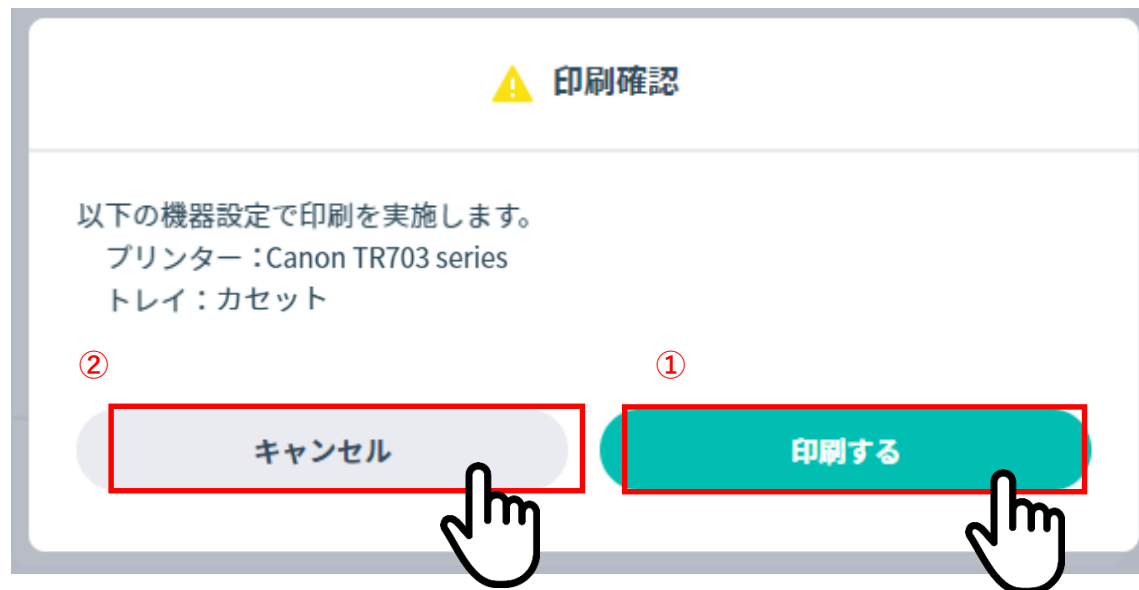 印刷確認
以下の機器設定で印刷を実施します。
プリンター：Canon TR703 series
トレイ：カセット
② ①
キャンセル 印刷する